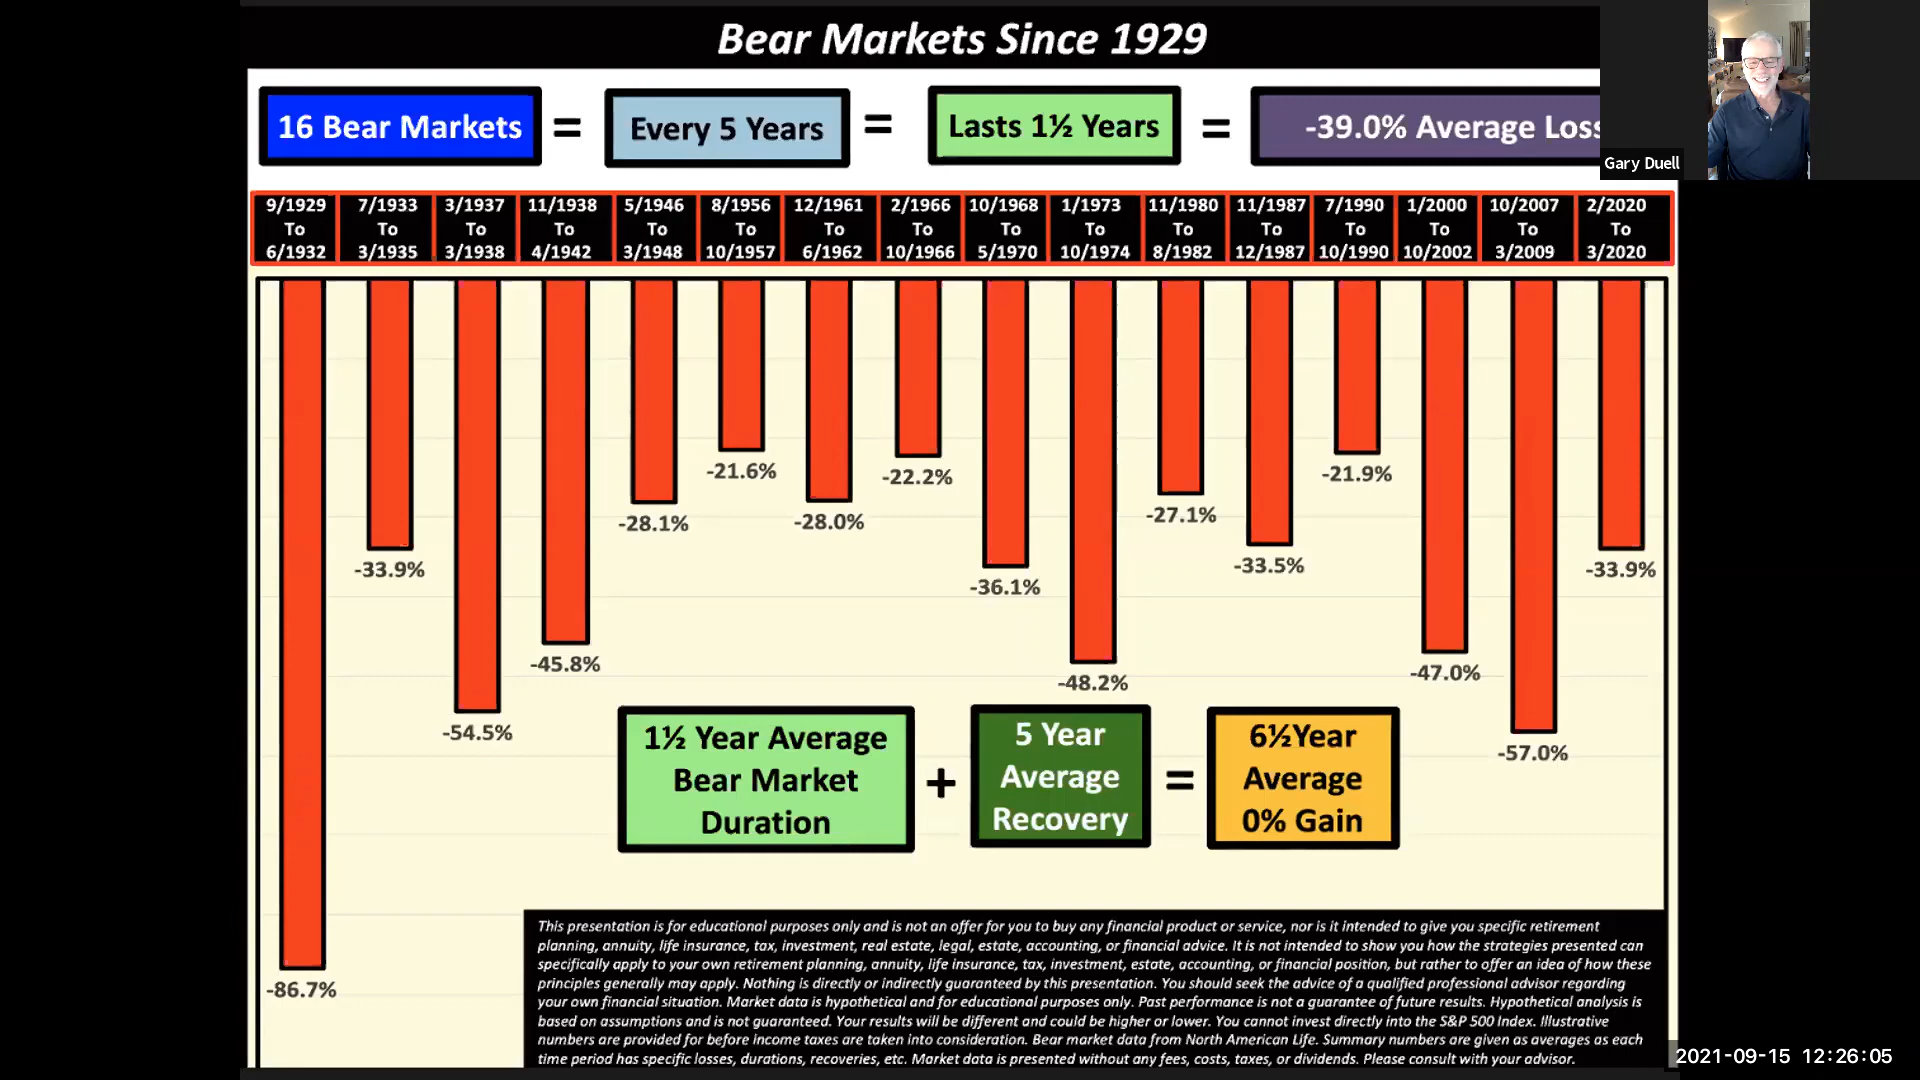 Bear Markets Since 1929
16 Bear Markets = Every 5 Years = Lasts 1½ Years = -39.0% Average Loss
Gary Duell
9/1929 To 6/1932
7/1933 To 3/1935
3/1937 To 3/1938
11/1938 To 4/1942
5/1946 To 3/1948
8/1956 To 10/1957
12/1961 To 6/1962
2/1966 To 10/1966
10/1968 To 5/1970
1/1973 To 10/1974
11/1980 To 8/1982
11/1987 To 12/1987
7/1990 To 10/1990
1/2000 To 10/2002
10/2007 To 3/2009
2/2020 To 3/2020
-86.7%
-33.9%
-54.5%
-45.8%
-28.1%
-21.6%
-28.0%
-22.2%
-36.1%
-48.2%
-27.1%
-33.5%
-21.9%
-47.0%
-57.0%
-33.9%
1½ Year Average
Bear Market
Duration
+
5 Year
Average
Recovery
=
6½Year
Average
0% Gain
This presentation is for educational purposes only and is not an offer for you to buy any financial product or service, nor is it intended to give you specific retirement
planning, annuity, life insurance, tax, investment, real estate, legal, estate, accounting, or financial advice. It is not intended to show you how the strategies presented can
specifically apply to your own retirement planning, annuity, life insurance, tax, investment, estate, accounting, or financial position, but rather to offer an idea of how these
principles generally may apply. Nothing is directly or indirectly guaranteed by this presentation. You should seek the advice of a qualified professional advisor regarding
your own financial situation. Market data is hypothetical and for educational purposes only. Past performance is not a guarantee of future results. Hypothetical analysis is
based on assumptions and is not guaranteed. Your results will be different and could be higher or lower. You cannot invest directly into the S&P 500 Index. Illustrative
numbers are provided for before income taxes are taken into consideration. Bear market data from North American Life. Summary numbers are given as averages as each
time period has specific losses, durations, recoveries, etc. Market data is presented without any fees, costs, taxes, or dividends. Please consult with your advisor.
2021-09-15 12:26:05